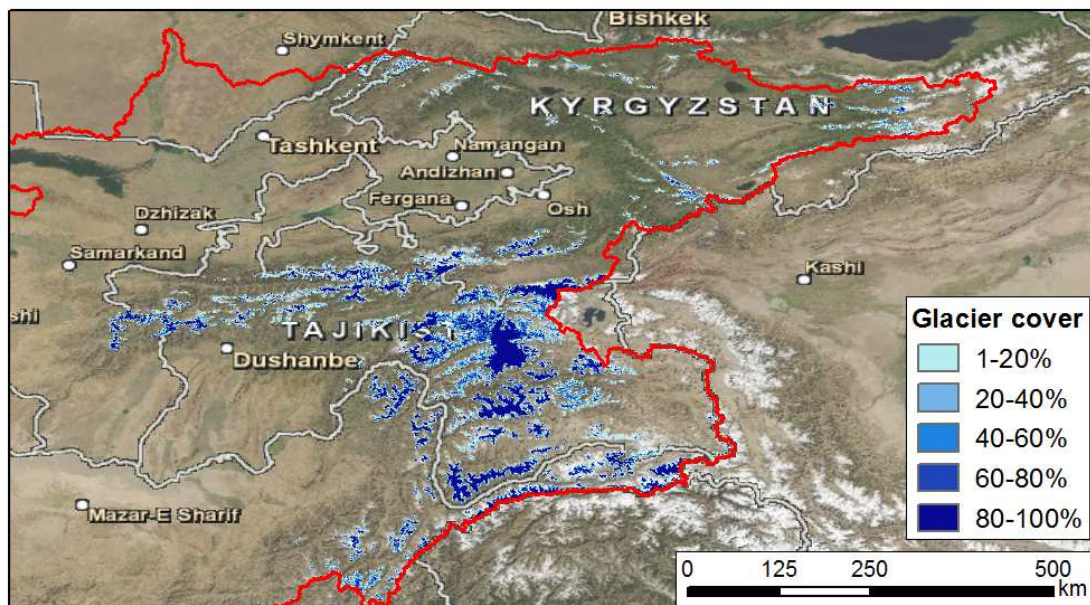 Bishkek
Shymkent
KYRGYZSTAN
Tashkent
Namangan
Andizhan
Fergana
Osh
Dzhizak
Samarkand
Kashi
shi
TAJIKIST
Dushanbe
Mazar-E Sharif
Glacier cover
1-20%
20-40%
40-60%
60-80%
80-100%
0 125 250 500
km